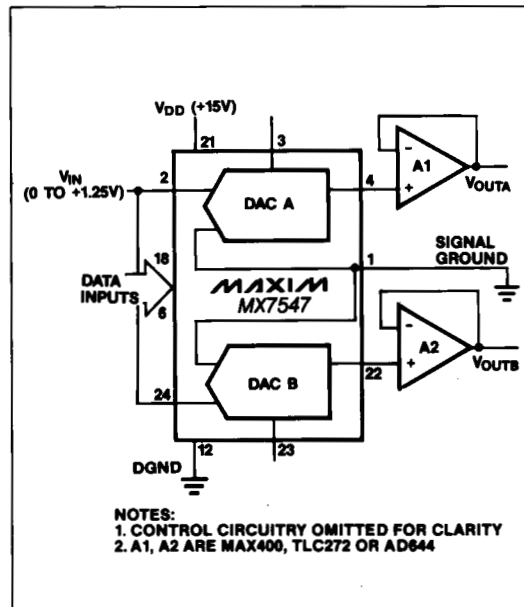 VDD (+15V)
21
3
VIN
(0 TO +1.25V)
2
DAC A
4
-
+
A1
VOUTA
1
SIGNAL
GROUND
18
DATA
INPUTS
6
MAXIM
MX7547
-
+
A2
VOUTB
DAC B
22
24
12
23
DGND
NOTES:
1. CONTROL CIRCUITRY OMITTED FOR CLARITY
2. A1, A2 ARE MAX400, TLC272 OR AD644